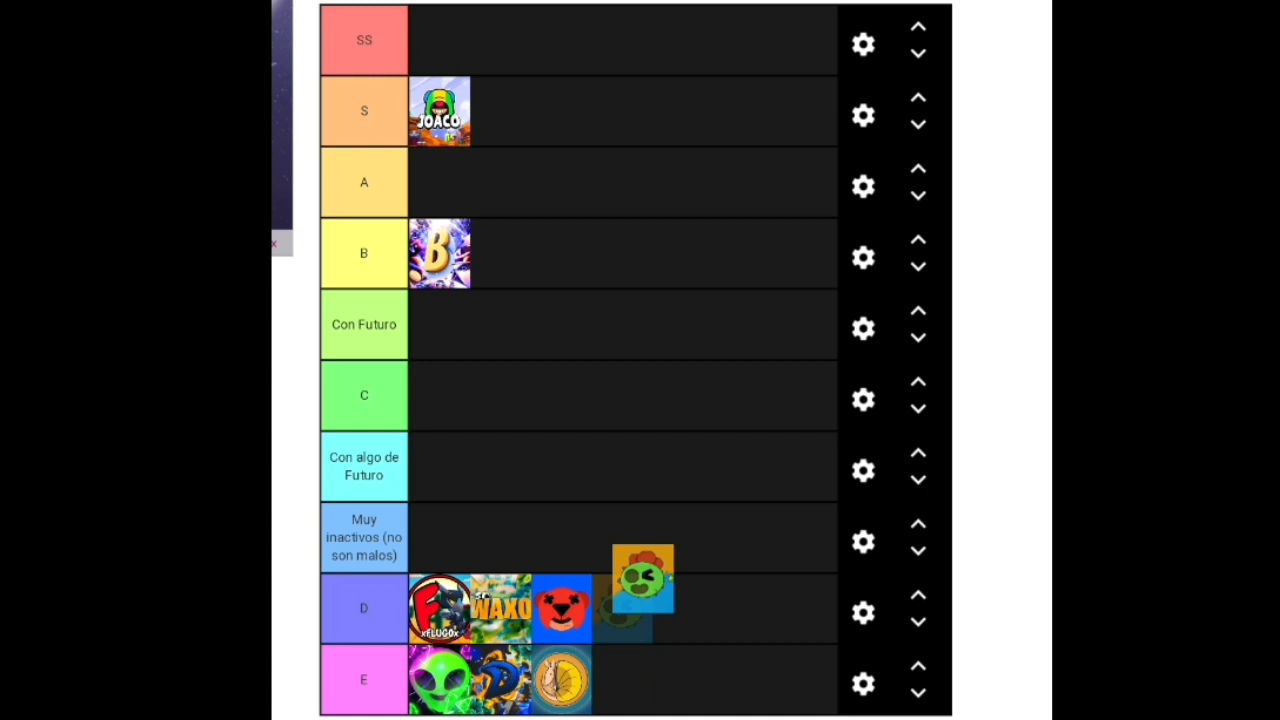 SS
S
JOACO
A
B
B
Con Futuro
C
Con algo de
Futuro
Muy
inactivos (no
son malos)
D
F
xFLUGOx
WAXO
E
x